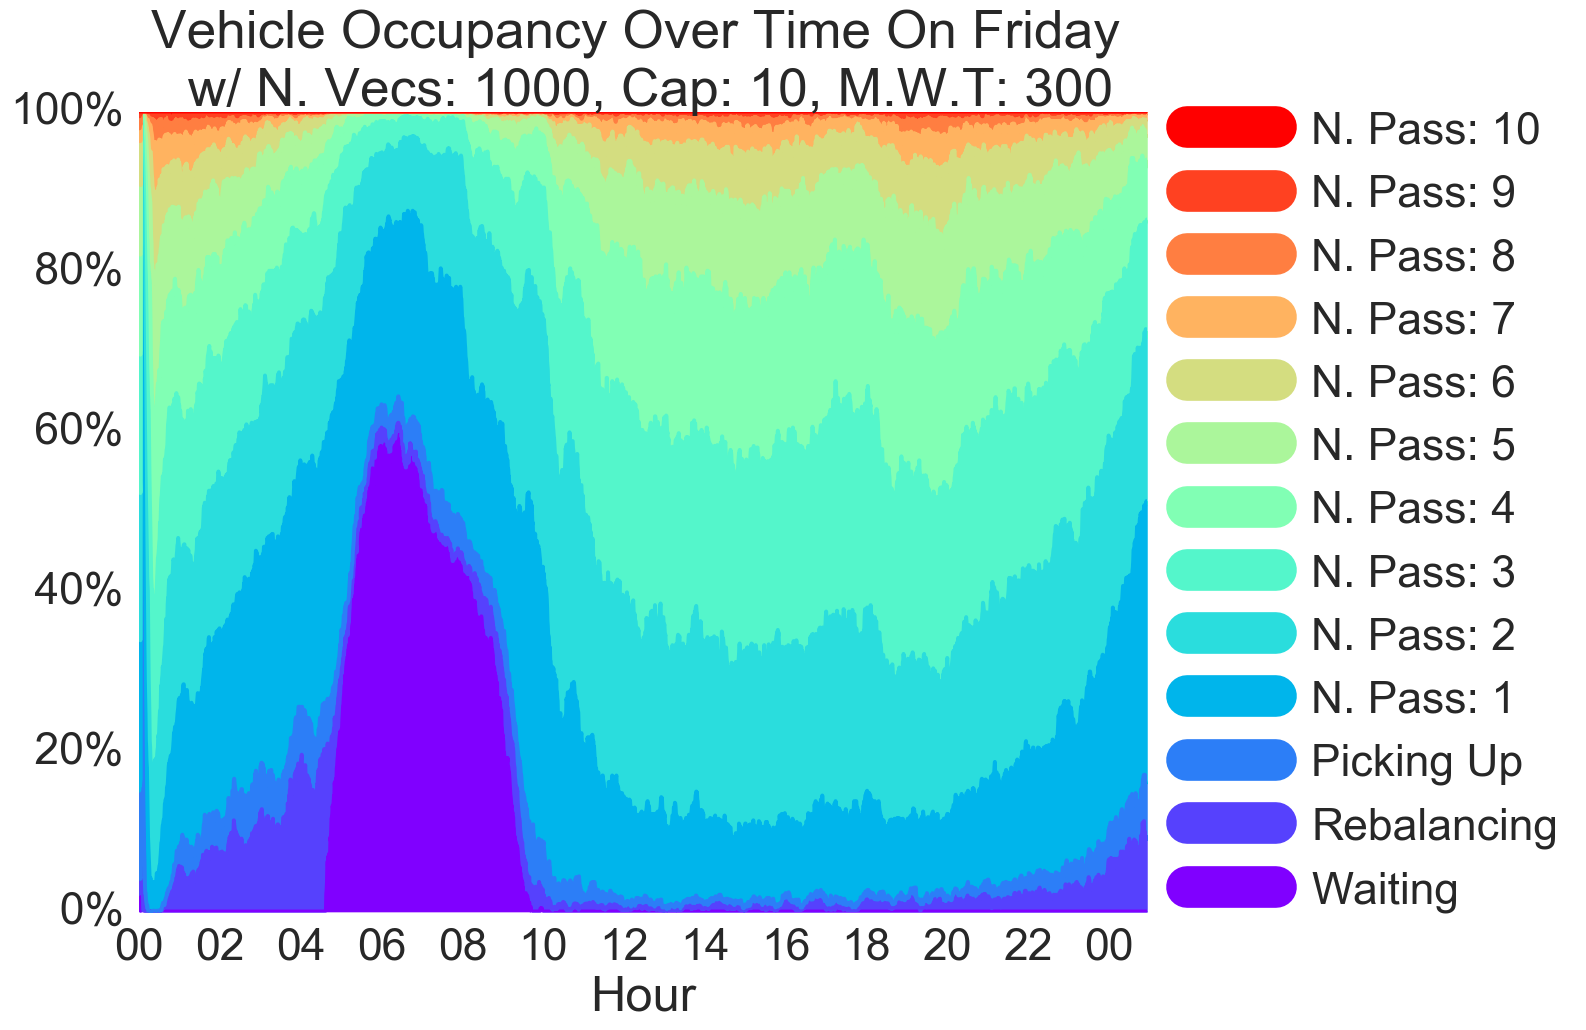 Vehicle Occupancy Over Time On Friday
w/ N. Vecs: 1000, Cap: 10, M.W.T: 300
100%
80%
60%
40%
20%
0%
00 02 04 06 08 10 12 14 16 18 20 22 00
Hour
N. Pass: 10
N. Pass: 9
N. Pass: 8
N. Pass: 7
N. Pass: 6
N. Pass: 5
N. Pass: 4
N. Pass: 3
N. Pass: 2
N. Pass: 1
Picking Up
Rebalancing
Waiting